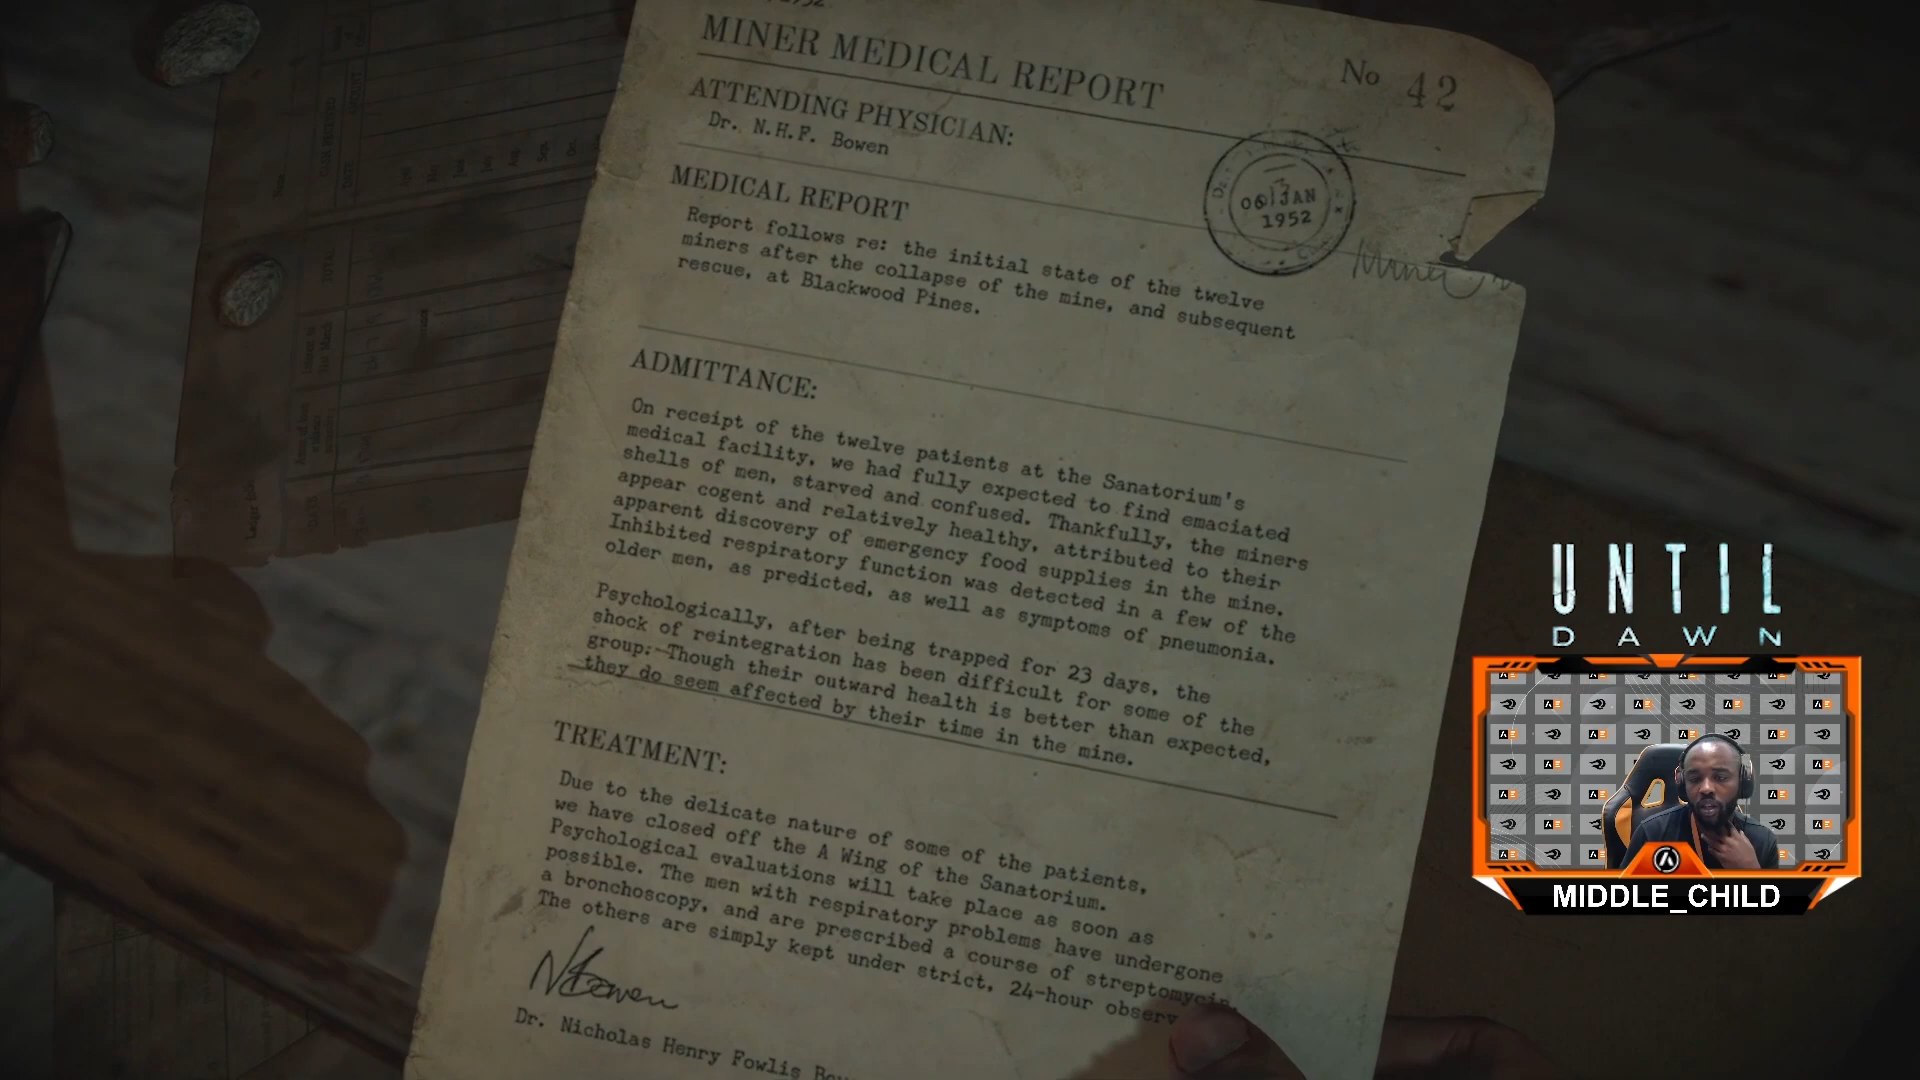 MINER MEDICAL REPORT
No 42
ATTENDING PHYSICIAN:
Dr. N.H.F. Bowen
JAN
1952
MEDICAL REPORT
Report follows re: the initial state of the twelve
miners after the collapse of the mine, and subsequent
rescue, at Blackwood Pines.
ADMITTANCE:
On receipt of the twelve patients at the Sanatorium's
medical facility, we had fully expected to find emaciated
shells of men, starved and confused. Thankfully, the miners
appear cogent and relatively healthy, attributed to their
apparent discovery of emergency food supplies in the mine.
Inhibited respiratory function was detected in a few of the
older men, as predicted, as well as symptoms of pneumonia.
Psychologically, after being trapped for 23 days, the
shock of reintegration has been difficult for some of the
group; Though their outward health is better than expected,
they do seem affected by their time in the mine.
TREATMENT:
Due to the delicate nature of some of the patients,
we have closed off the A Wing of the Sanatorium.
Psychological evaluations will take place as soon as
possible. The men with respiratory problems have undergone
a bronchoscopy, and are prescribed a course of streptomycin.
The others are simply kept under strict, 24-hour observ
NBowen
Dr. Nicholas Henry Fowlis Bow
UNTIL
DAWN
MIDDLE_CHILD